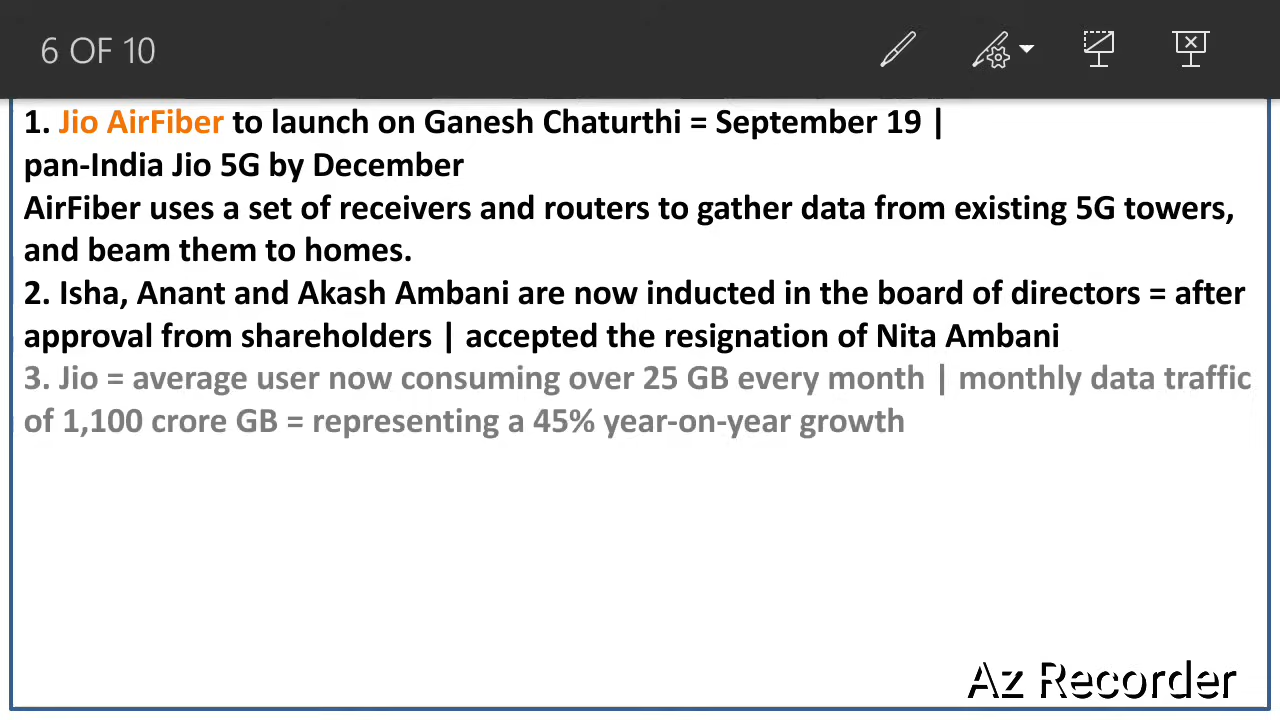 6 OF 10
1. Jio AirFiber to launch on Ganesh Chaturthi = September 19 |
pan-India Jio 5G by December
AirFiber uses a set of receivers and routers to gather data from existing 5G towers,
and beam them to homes.
2. Isha, Anant and Akash Ambani are now inducted in the board of directors = after
approval from shareholders | accepted the resignation of Nita Ambani
3. Jio = average user now consuming over 25 GB every month | monthly data traffic
of 1,100 crore GB = representing a 45% year-on-year growth
Az Recorder